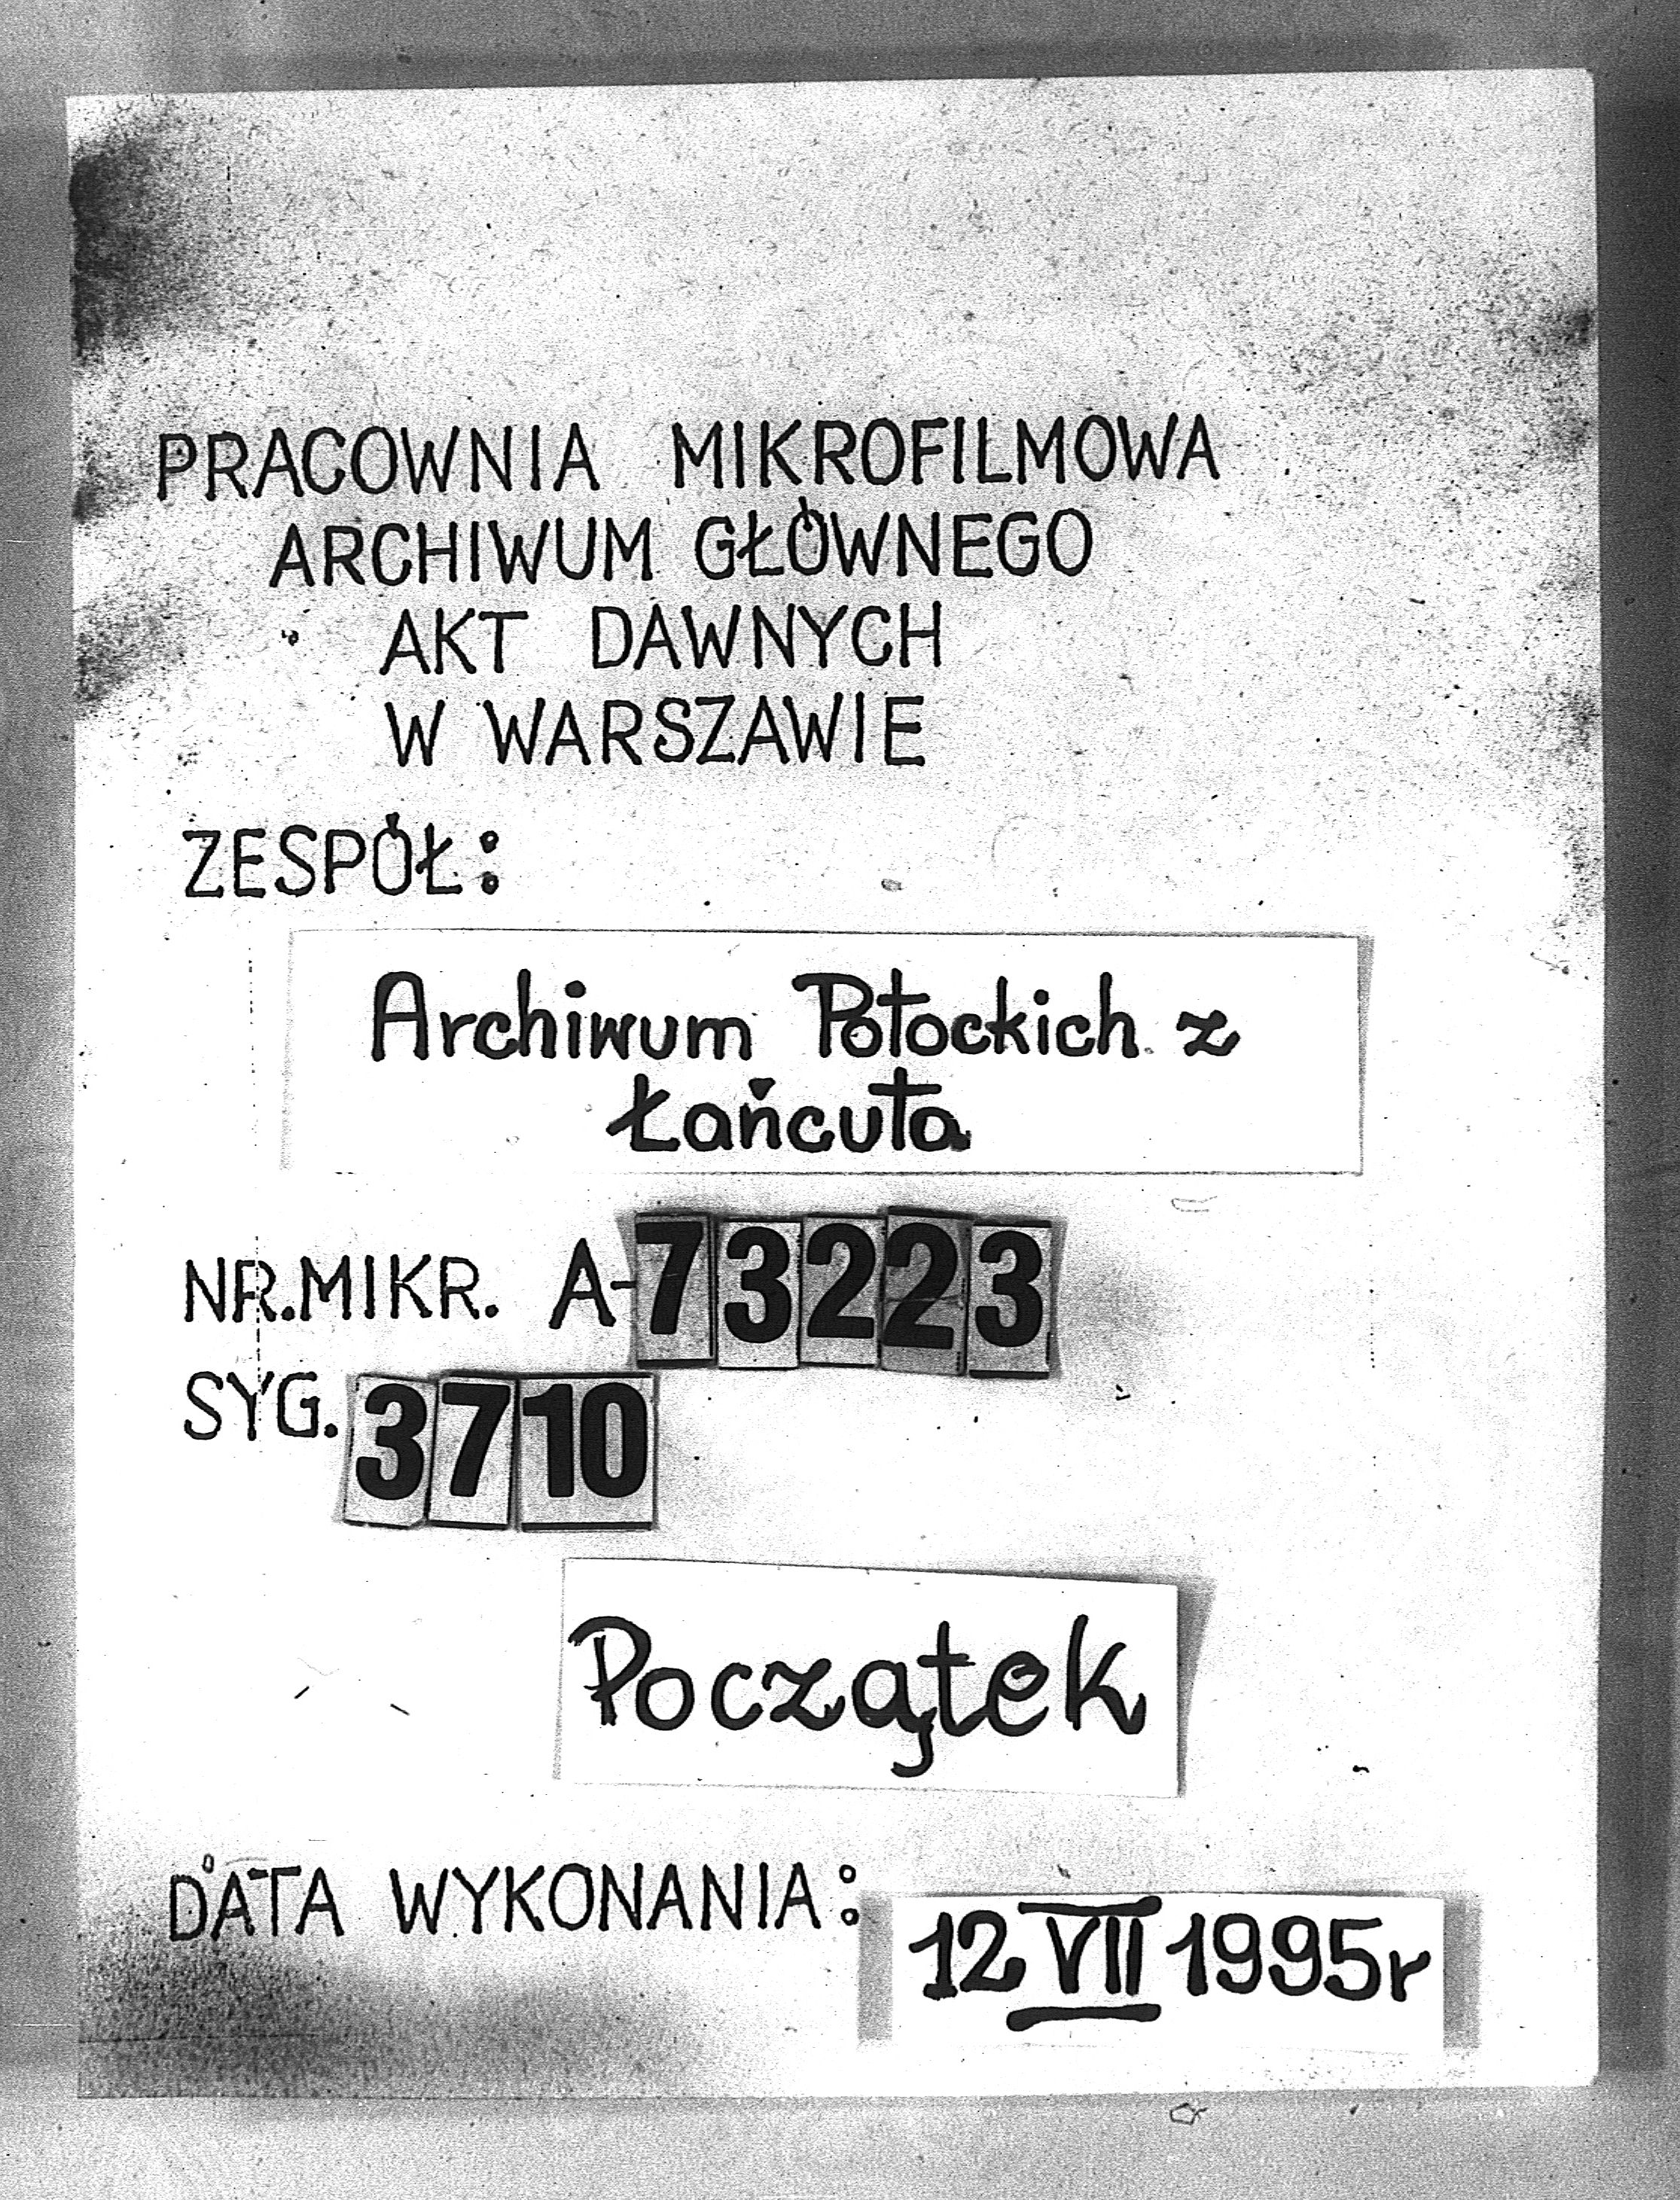 PRACOWNIA MIKROFILMOWA
ARCHIWUM GŁÓWNEGO
AKT DAWNYCH
W WARSZAWIE
ZESPÓŁ:
Archiwum Potockich z
Łańcuta
NR.MIKR. A-73223
SYG. 3710
Początek
DATA WYKONANIA: 12 VII 1995r